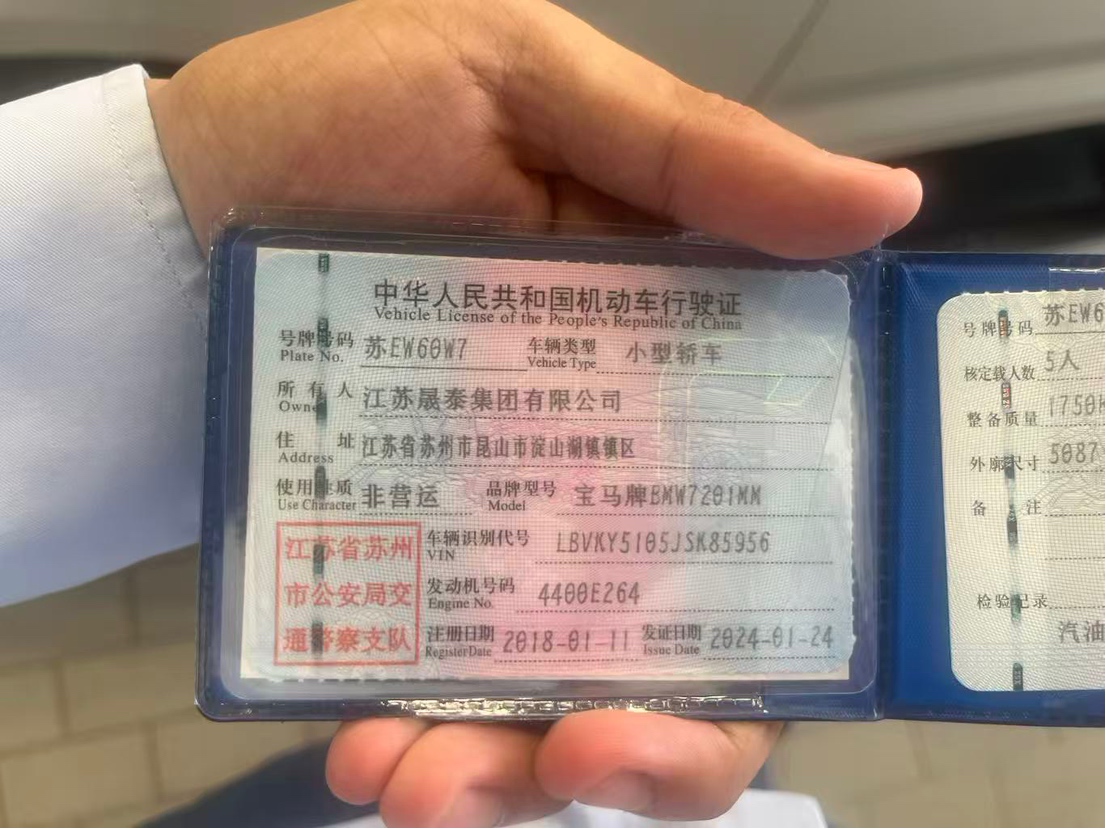 中华人民共和国机动车行驶证
Vehicle License of the People's Republic of China
号牌号码 苏EW60W7 车辆类型 小型轿车
Plate No. Vehicle Type
所有人 江苏晟泰集团有限公司
Owner
住址 江苏省苏州市昆山市淀山湖镇镇区
Address
使用性质 非营运 品牌型号 宝马牌BMW7201MM
Use Character Model
江苏省苏州
市公安局交
通警察支队
车辆识别代号 LBVKY5105JSK85956
VIN
发动机号码 4400E264
Engine No.
注册日期 2018-01-11 发证日期 2024-01-24
Register Date Issue Date
号牌号码 苏EW6
核定载人数 5人
整备质量 1750K
外廓尺寸 5087
备注
检验记录
汽油